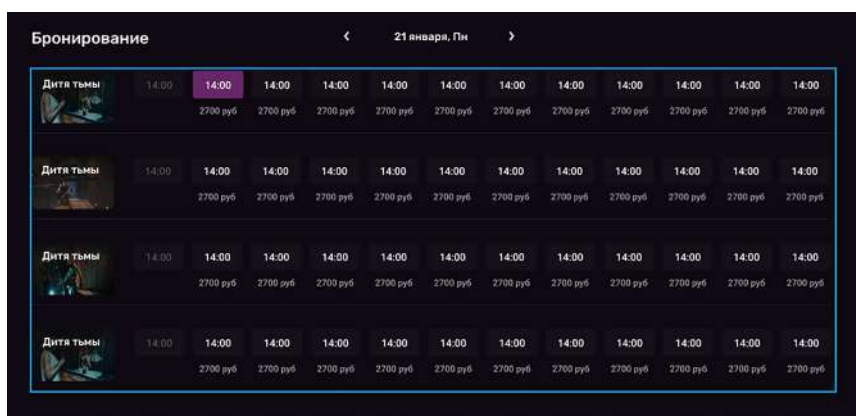 Бронирование
21 января, Пн
Дитя тьмы 14:00 14:00 14:00 14:00 14:00 14:00 14:00 14:00 14:00 14:00 14:00 14:00
2700 руб 2700 руб 2700 руб 2700 руб 2700 руб 2700 руб 2700 руб 2700 руб 2700 руб 2700 руб 2700 руб
Дитя тьмы 14:00 14:00 14:00 14:00 14:00 14:00 14:00 14:00 14:00 14:00 14:00 14:00
2700 руб 2700 руб 2700 руб 2700 руб 2700 руб 2700 руб 2700 руб 2700 руб 2700 руб 2700 руб 2700 руб
Дитя тьмы 14:00 14:00 14:00 14:00 14:00 14:00 14:00 14:00 14:00 14:00 14:00 14:00
2700 руб 2700 руб 2700 руб 2700 руб 2700 руб 2700 руб 2700 руб 2700 руб 2700 руб 2700 руб 2700 руб
Дитя тьмы 14:00 14:00 14:00 14:00 14:00 14:00 14:00 14:00 14:00 14:00 14:00 14:00
2700 руб 2700 руб 2700 руб 2700 руб 2700 руб 2700 руб 2700 руб 2700 руб 2700 руб 2700 руб 2700 руб